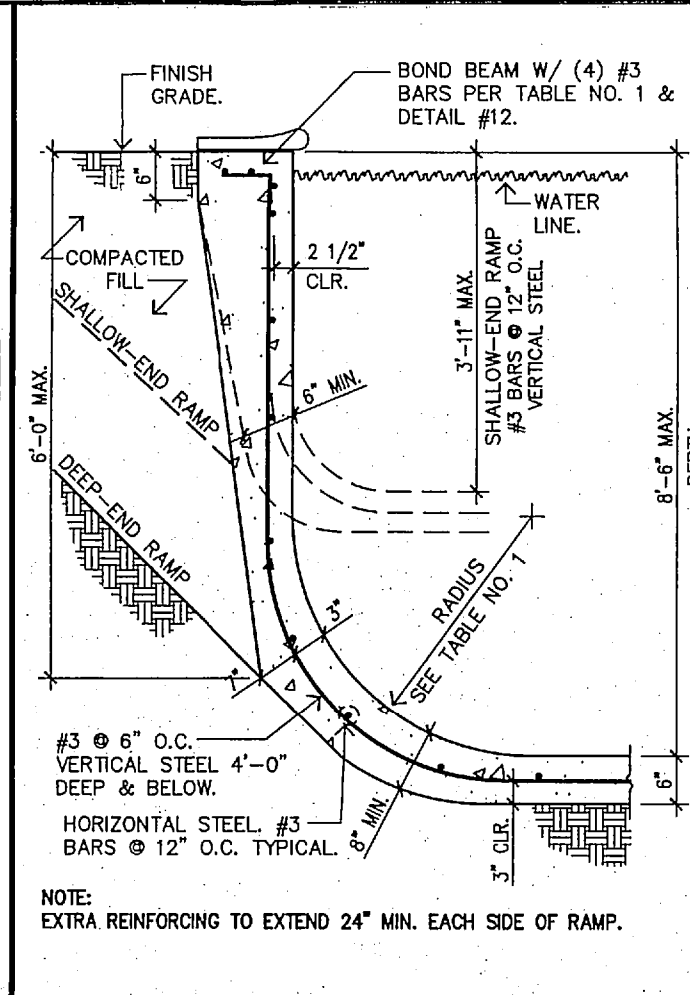 FINISH
GRADE.
BOND BEAM W/ (4) #3
BARS PER TABLE NO. 1 &
DETAIL #12.
6"
WATER
LINE.
COMPACTED
FILL
2 1/2"
CLR.
SHALLOW-END RAMP
6" MIN.
3'-11" MAX.
SHALLOW-END RAMP
#3 BARS @ 12" O.C.
VERTICAL STEEL
6'-0" MAX.
8'-6" MAX.
DEEP-END RAMP
RADIUS
SEE TABLE NO. 1
3"
7"
#3 @ 6" O.C.
VERTICAL STEEL 4'-0"
DEEP & BELOW.
HORIZONTAL STEEL. #3
BARS @ 12" O.C. TYPICAL.
8" MIN.
3" CLR.
6"
NOTE:
EXTRA REINFORCING TO EXTEND 24" MIN. EACH SIDE OF RAMP.